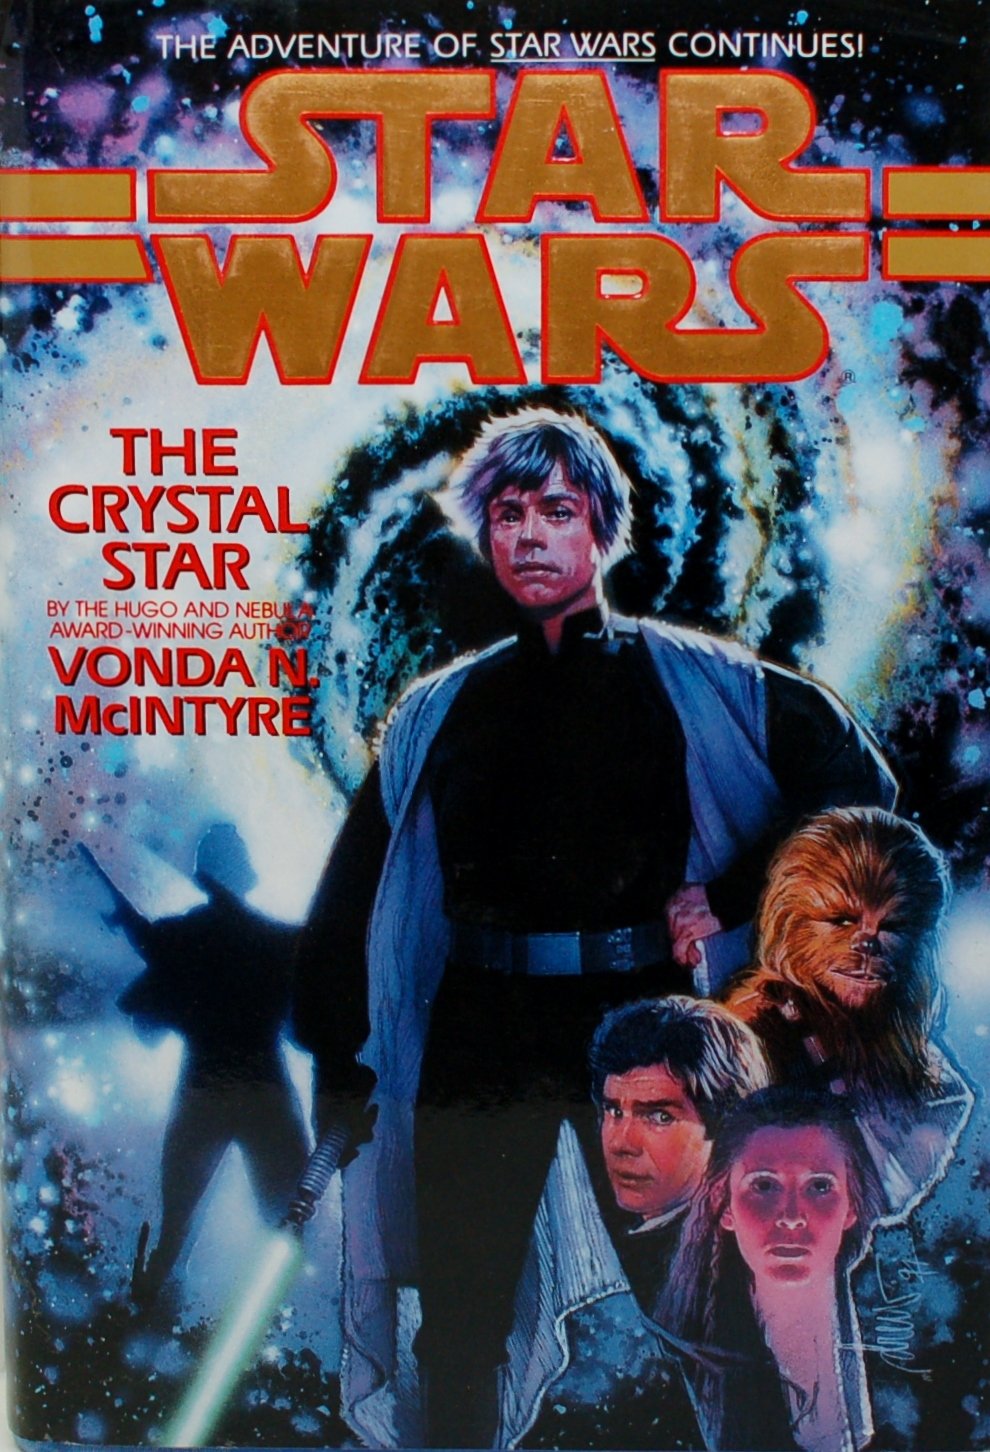 THE ADVENTURE OF STAR WARS CONTINUES!
STAR
WARS
®
THE
CRYSTAL
STAR
BY THE HUGO AND NEBULA
AWARD-WINNING AUTHOR
VONDA N.
McINTYRE